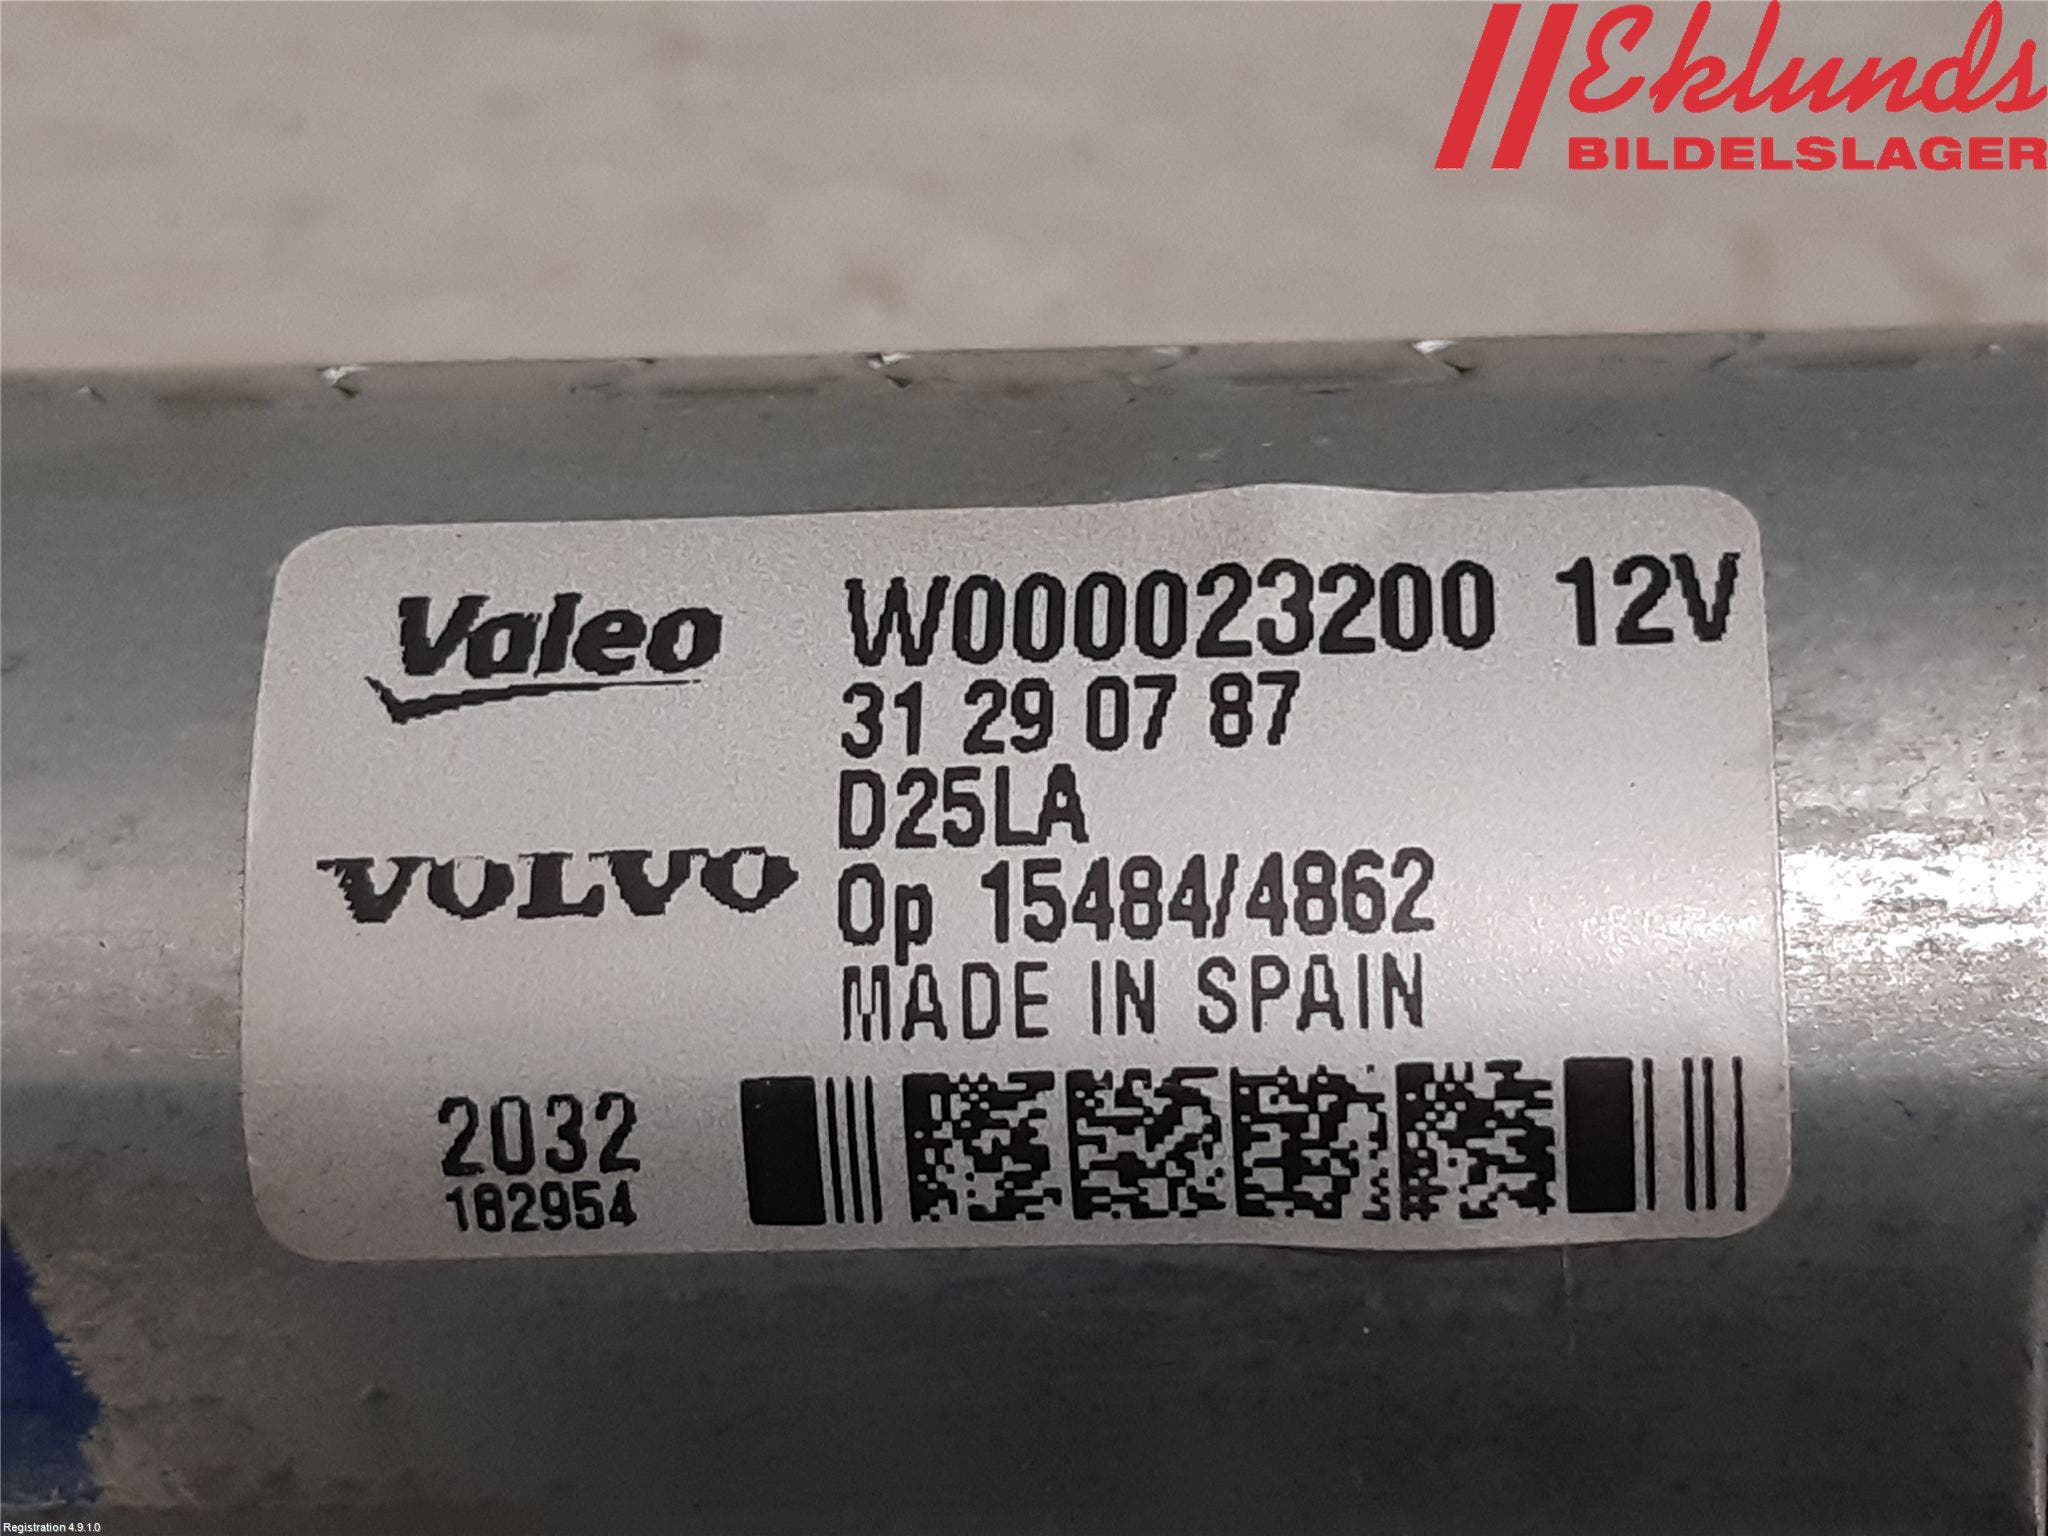 Eklunds
BILDELSLAGER
Valeo
W000023200 12V
31 29 07 87
D25LA
VOLVO
Op 15484/4862
MADE IN SPAIN
2032
182954
Registration 4.9.1.0